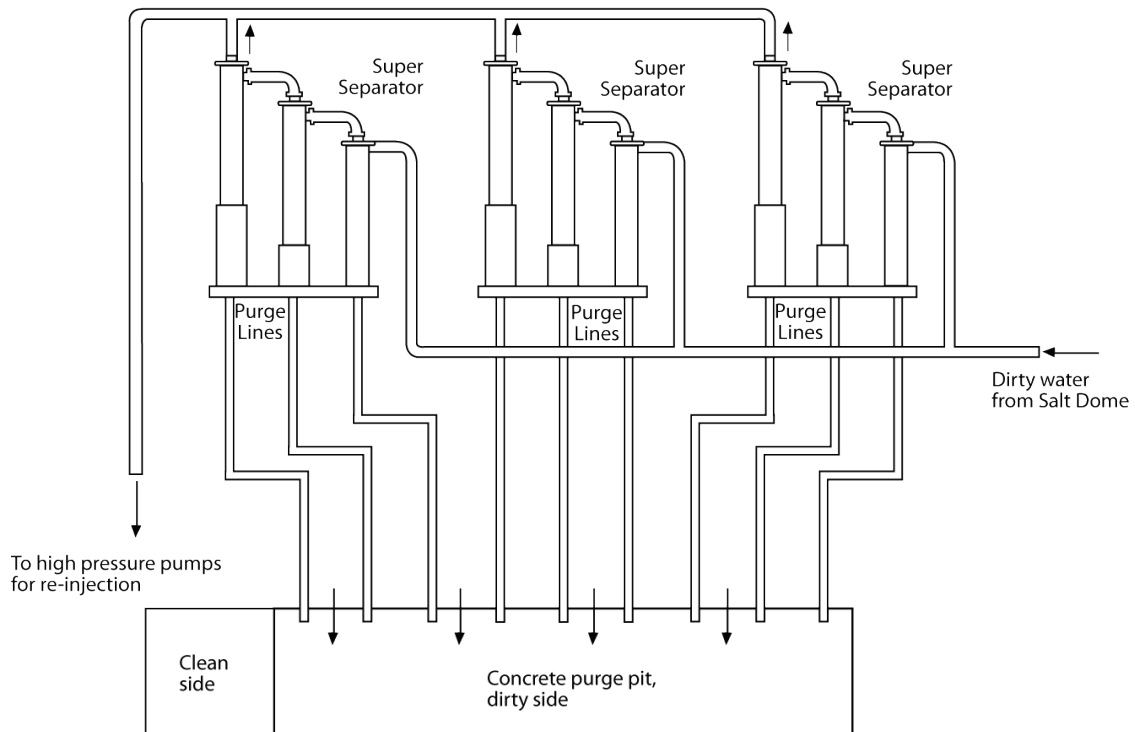 Super
Separator
Super
Separator
Super
Separator
Purge
Lines
Purge
Lines
Purge
Lines
Dirty water
from Salt Dome
To high pressure pumps
for re-injection
Clean
side
Concrete purge pit,
dirty side